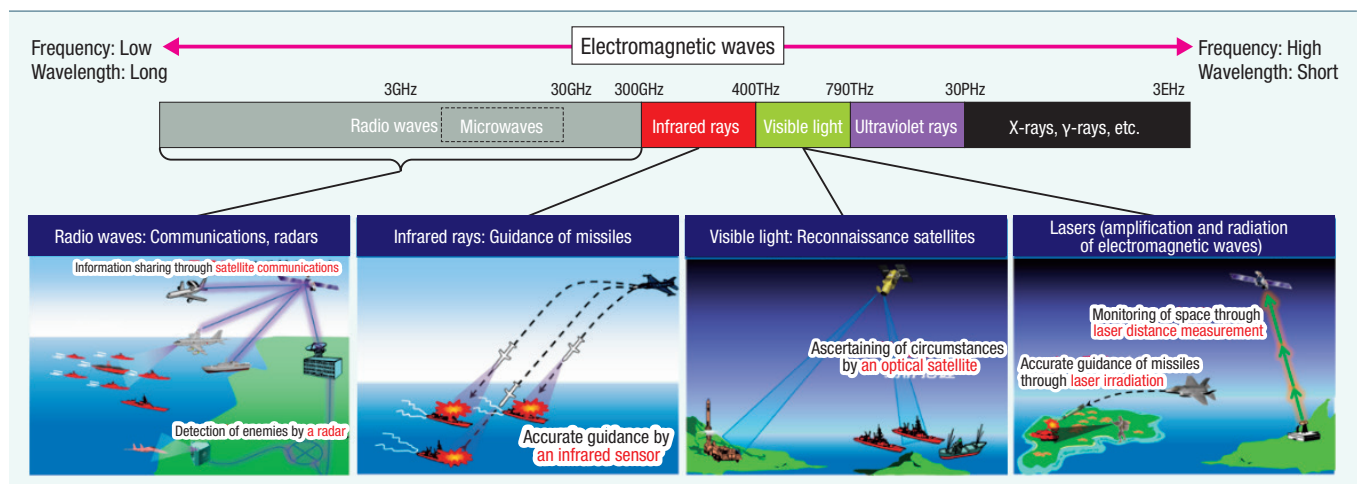 Electromagnetic waves
Frequency: Low
Wavelength: Long
Frequency: High
Wavelength: Short
3GHz
30GHz
300GHz
400THz
790THz
30PHz
3EHz
Radio waves
Microwaves
Infrared rays
Visible light
Ultraviolet rays
X-rays, γ-rays, etc.
Radio waves: Communications, radars
Information sharing through satellite communications
Detection of enemies by a radar
Infrared rays: Guidance of missiles
Accurate guidance by
an infrared sensor
Visible light: Reconnaissance satellites
Ascertaining of circumstances
by an optical satellite
Lasers (amplification and radiation
of electromagnetic waves)
Monitoring of space through
laser distance measurement
Accurate guidance of missiles
through laser irradiation